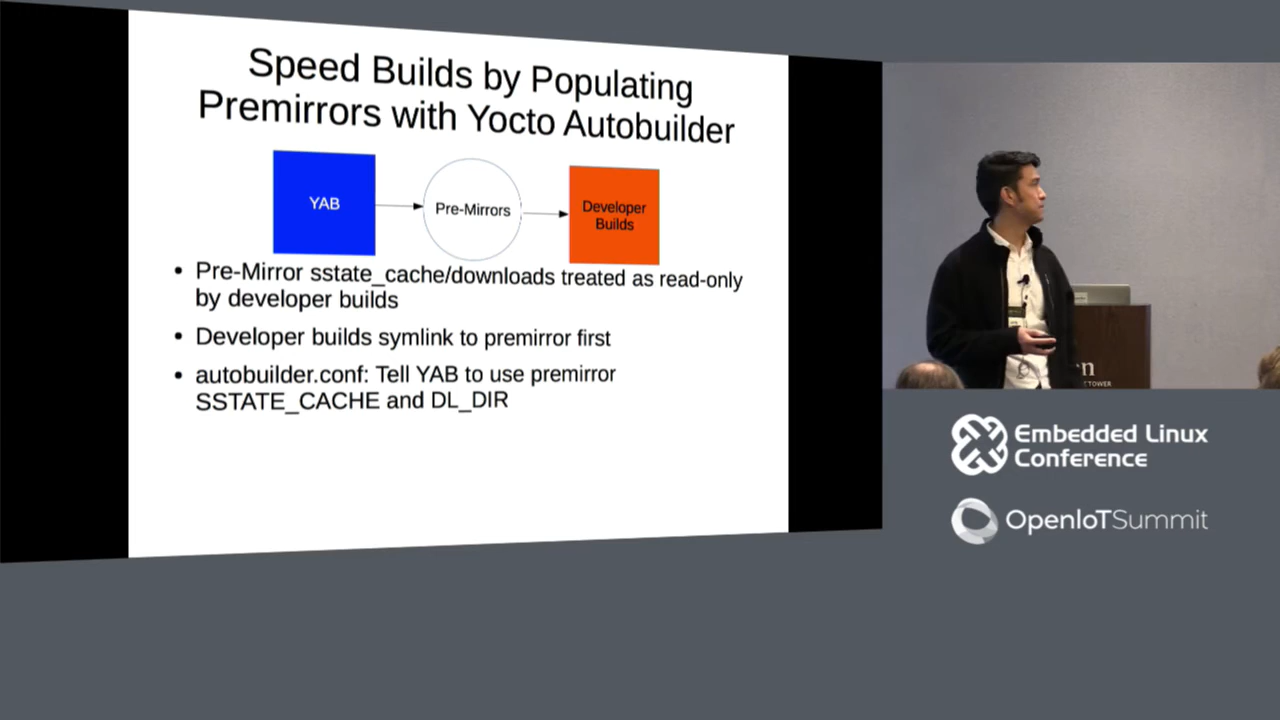 Speed Builds by Populating
Premirrors with Yocto Autobuilder
YAB
Pre-Mirrors
Developer
Builds
• Pre-Mirror sstate_cache/downloads treated as read-only
by developer builds
• Developer builds symlink to premirror first
• autobuilder.conf: Tell YAB to use premirror
SSTATE_CACHE and DL_DIR
TOWER
Embedded Linux
Conference
OpenIoTSummit